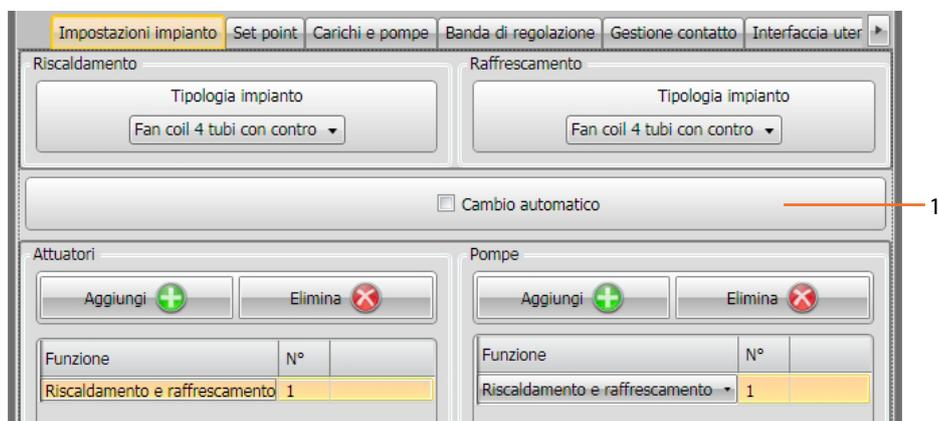 Impostazioni impianto Set point Carichi e pompe Banda di regolazione Gestione contatto Interfaccia uter
Riscaldamento
Tipologia impianto
Fan coil 4 tubi con contro
Raffrescamento
Tipologia impianto
Fan coil 4 tubi con contro
Cambio automatico
1
Attuatori
Aggiungi Elimina
Funzione N°
Riscaldamento e raffrescamento 1
Pompe
Aggiungi Elimina
Funzione N°
Riscaldamento e raffrescamento 1